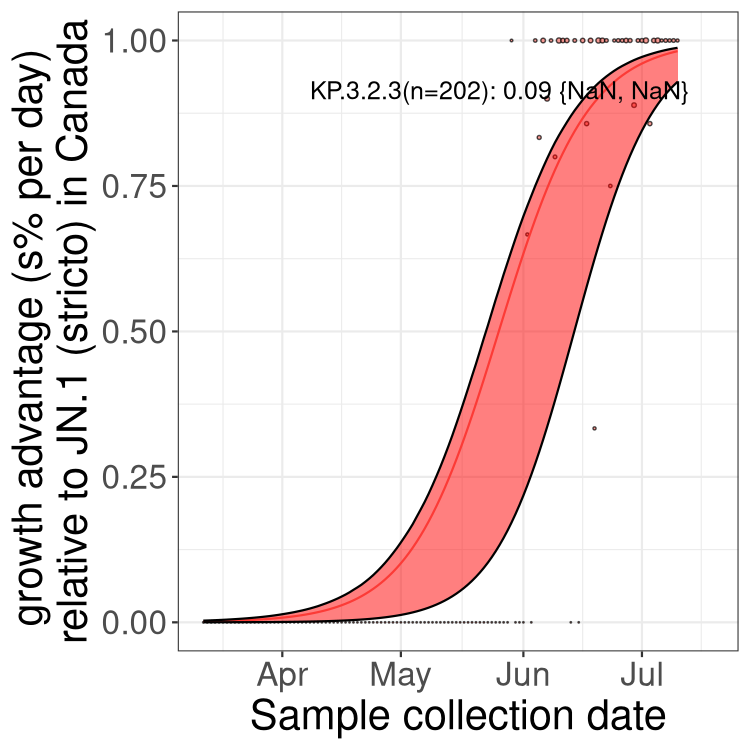 growth advantage (s% per day)
relative to JN.1 (stricto) in Canada
1.00
0.75
0.50
0.25
0.00
KP.3.2.3(n=202): 0.09 {NaN, NaN}
Apr May Jun Jul
Sample collection date